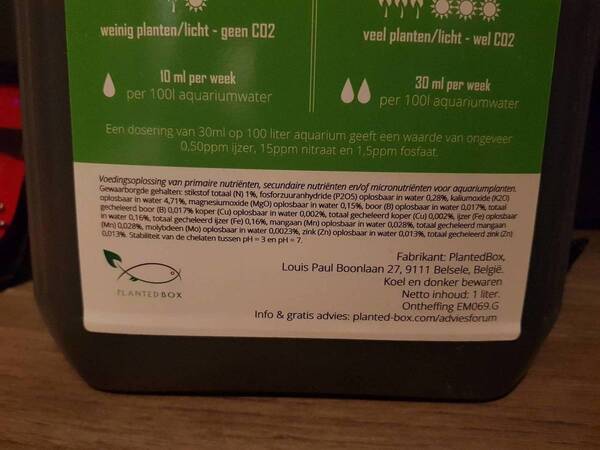 weinig planten/licht - geen CO2
veel planten/licht - wel CO2
10 ml per week
per 100l aquariumwater
30 ml per week
per 100l aquariumwater
Een dosering van 30ml op 100 liter aquarium geeft een waarde van ongeveer
0,50ppm ijzer, 15ppm nitraat en 1,5ppm fosfaat.
Voedingsoplossing van primaire nutriënten, secundaire nutriënten en/of micronutriënten voor aquariumplanten.
Gewaarborgde gehalten: stikstof totaal (N) 1%, fosforzuuranhydride (P2O5) oplosbaar in water 0,28%, kaliumoxide (K2O)
oplosbaar in water 4,71%, magnesiumoxide (MgO) oplosbaar in water 0,15%, boor (B) oplosbaar in water 0,017%, totaal
gecheleerd boor (B) 0,017% koper (Cu) oplosbaar in water 0,002%, totaal gecheleerd koper (Cu) 0,002%, ijzer (Fe) oplosbaar
in water 0,16%, totaal gecheleerd ijzer (Fe) 0,16%, mangaan (Mn) oplosbaar in water 0,028%, totaal gecheleerd mangaan
(Mn) 0,028%, molybdeen (Mo) oplosbaar in water 0,0023%, zink (Zn) oplosbaar in water 0,013%, totaal gecheleerd zink (Zn)
0,013%. Stabiliteit van de chelaten tussen pH = 3 en pH = 7.
PLANTEDBOX
Fabrikant: PlantedBox,
Louis Paul Boonlaan 27, 9111 Belsele, België.
Koel en donker bewaren
Netto inhoud: 1 liter.
Ontheffing EM069.G
Info & gratis advies: planted-box.com/adviesforum